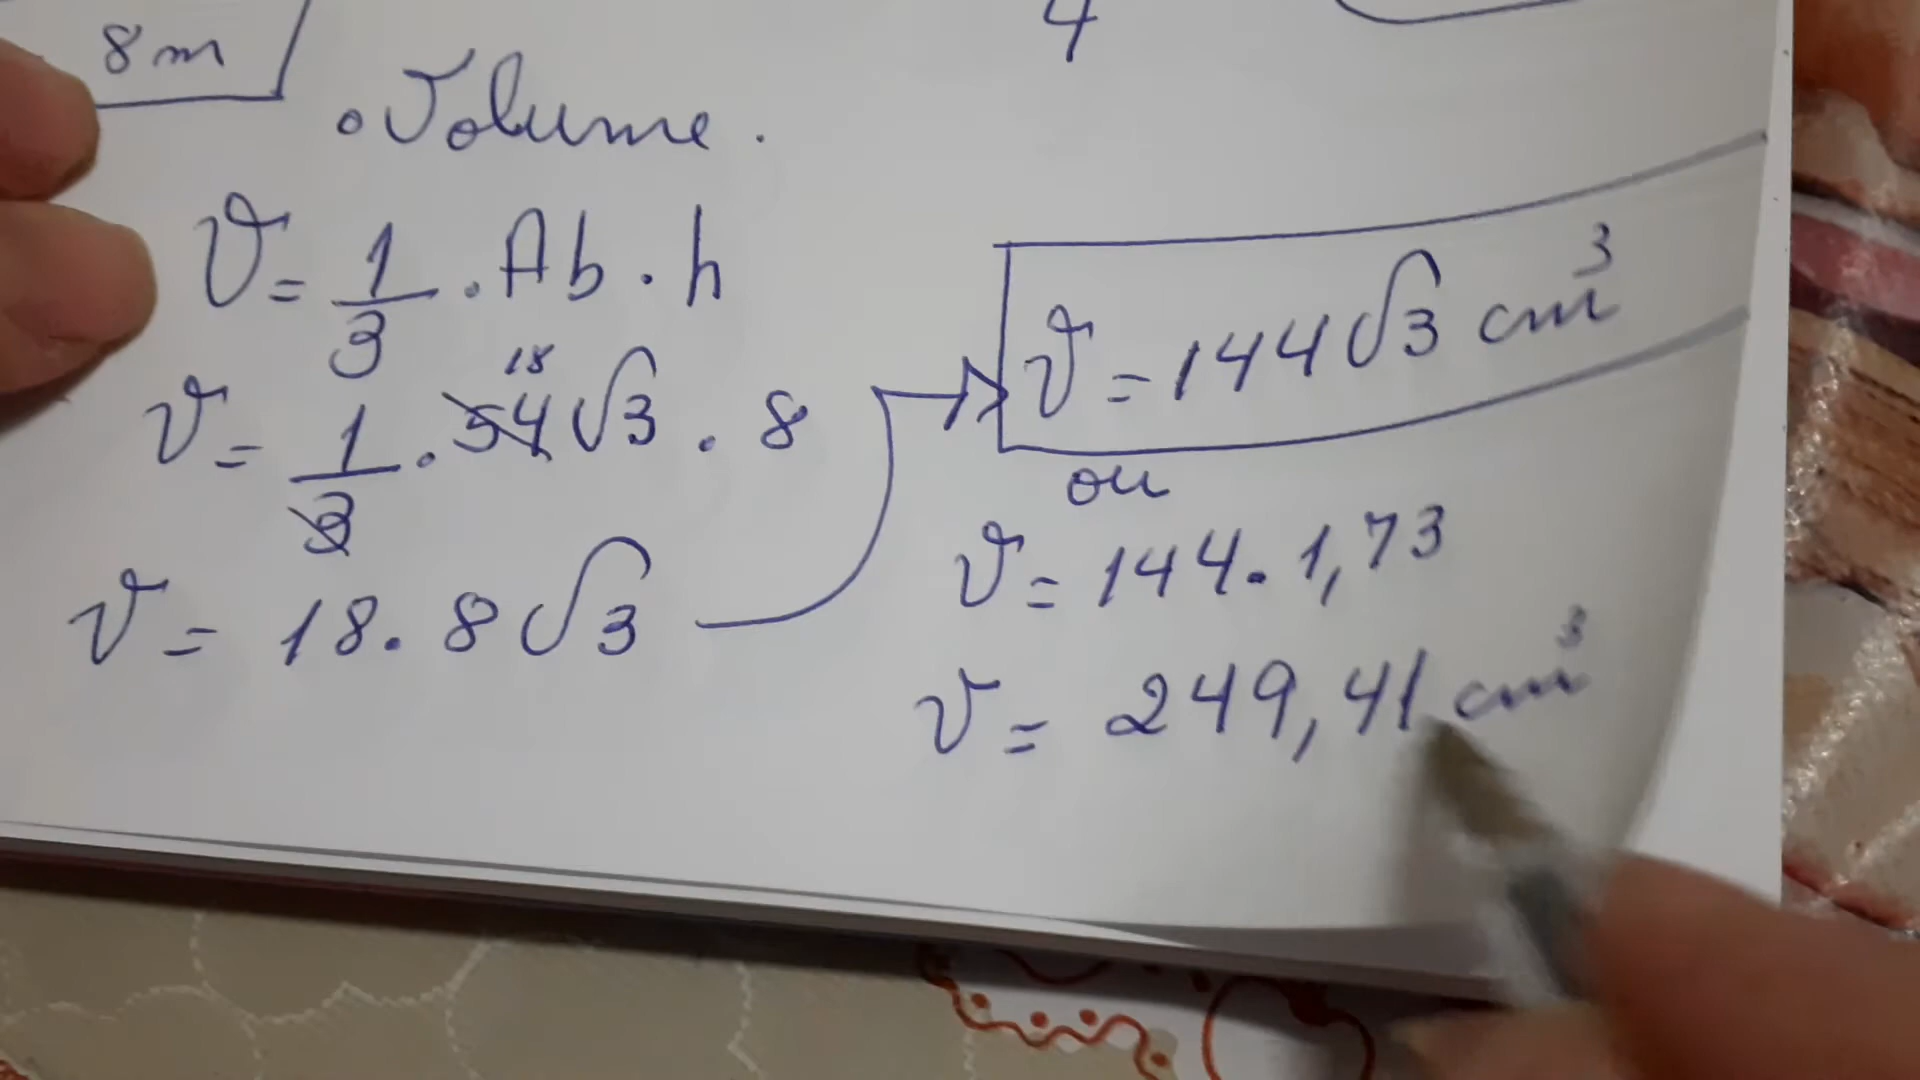 8m
4
• Volume.
V = 1/3 . Ab . h
V = 1/3 . 54√3 . 8
18
V = 18 . 8√3
V = 144√3 cm³
ou
V = 144 . 1,73
V = 249,41 cm³